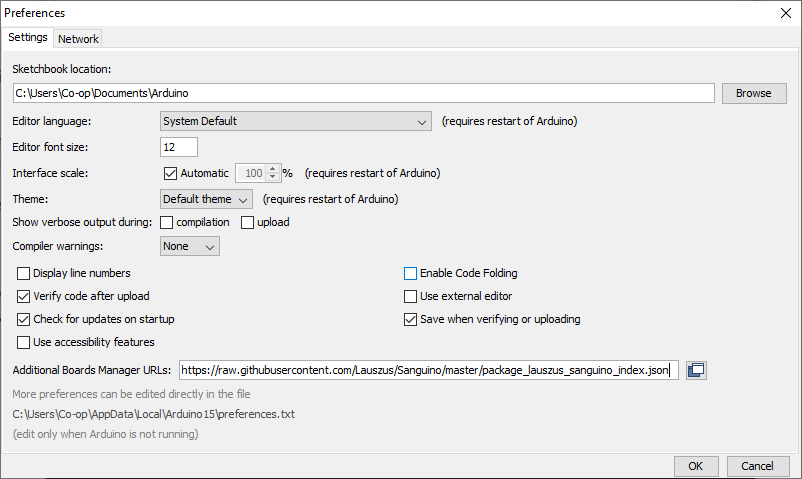 Preferences
Settings Network
Sketchbook location:
C:\Users\Co-op\Documents\Arduino Browse
Editor language: System Default (requires restart of Arduino)
Editor font size: 12
Interface scale: Automatic 100 % (requires restart of Arduino)
Theme: Default theme (requires restart of Arduino)
Show verbose output during: compilation upload
Compiler warnings: None
Display line numbers Enable Code Folding
Verify code after upload Use external editor
Check for updates on startup Save when verifying or uploading
Use accessibility features
Additional Boards Manager URLs: https://raw.githubusercontent.com/Lauszus/Sanguino/master/package_lauszus_sanguino_index.json
More preferences can be edited directly in the file
C:\Users\Co-op\AppData\Local\Arduino15\preferences.txt
(edit only when Arduino is not running)
OK Cancel